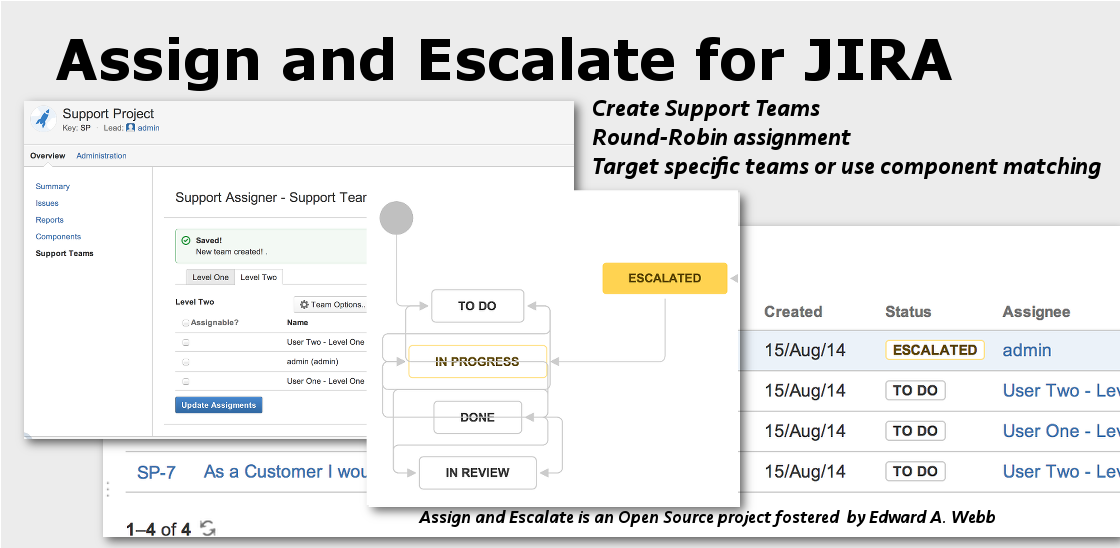 Assign and Escalate for JIRA
Create Support Teams
Round-Robin assignment
Target specific teams or use component matching
Support Project
Key: SP Lead: admin
Overview Administration
Summary
Issues
Reports
Components
Support Teams
Support Assigner - Support Tear
Saved!
New team created! .
Level One Level Two
Level Two Team Options..
Assignable? Name
User Two - Level One
admin (admin)
User One - Level One
Update Assigments
TO DO
IN PROGRESS
DONE
IN REVIEW
ESCALATED
Created Status Assignee
15/Aug/14 ESCALATED admin
15/Aug/14 TO DO User Two - Lev
15/Aug/14 TO DO User One - Lev
SP-7 As a Customer I wou 15/Aug/14 TO DO User Two - Lev
1–4 of 4
Assign and Escalate is an Open Source project fostered by Edward A. Webb